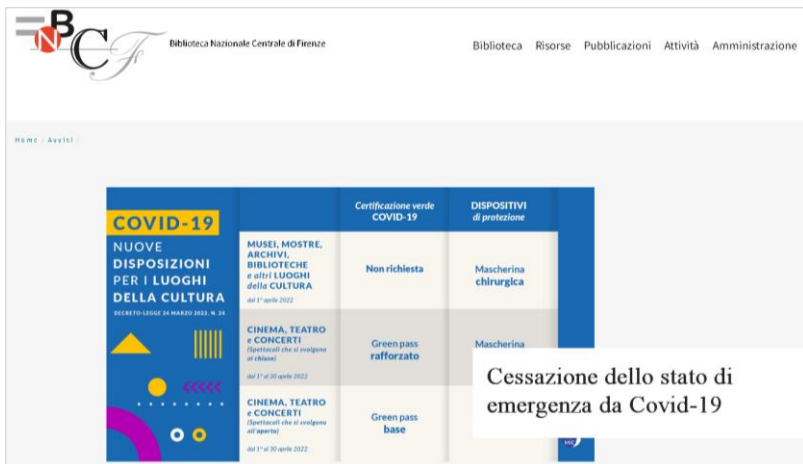 NBCF
Biblioteca Nazionale Centrale di Firenze
Biblioteca Risorse Pubblicazioni Attività Amministrazione
Home / Avvisi /
COVID-19
NUOVE
DISPOSIZIONI
PER I LUOGHI
DELLA CULTURA
DECRETO-LEGGE 24 MARZO 2022, N. 24
Certificazione verde
COVID-19
DISPOSITIVI
di protezione
MUSEI, MOSTRE,
ARCHIVI,
BIBLIOTECHE
e altri LUOGHI
della CULTURA
dal 1° aprile 2022
Non richiesta
Mascherina
chirurgica
CINEMA, TEATRO
e CONCERTI
(Spettacoli che si svolgono
al chiuso)
dal 1° al 30 aprile 2022
Green pass
rafforzato
Mascherina
CINEMA, TEATRO
e CONCERTI
(Spettacoli che si svolgono
all'aperto)
dal 1° al 30 aprile 2022
Green pass
base
Cessazione dello stato di
emergenza da Covid-19
MiC